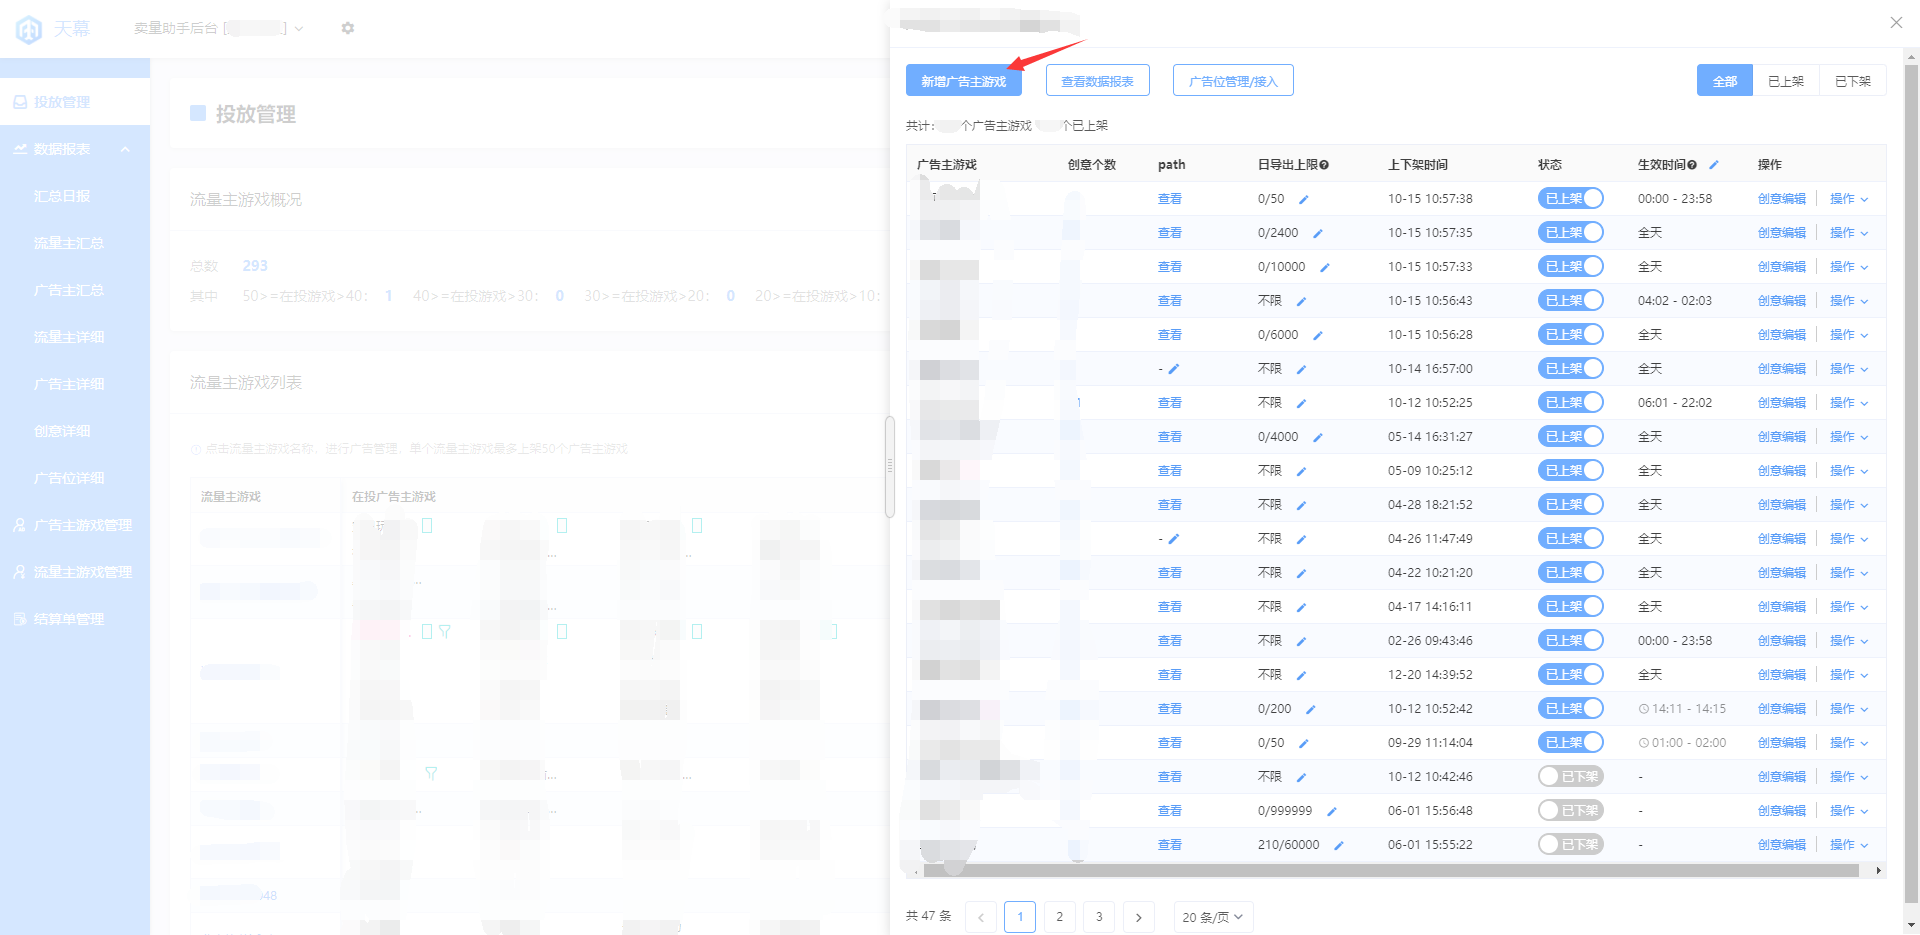 天幕
卖量助手后台 [ ]
投放管理
数据报表
汇总日报
流量主汇总
广告主汇总
流量主详细
广告主详细
创意详细
广告位详细
广告主游戏管理
流量主游戏管理
结算单管理
投放管理
流量主游戏概况
总数 293
其中 50>=在投游戏>40： 1 40>=在投游戏>30： 0 30>=在投游戏>20： 0 20>=在投游戏>10：
流量主游戏列表
点击流量主游戏名称，进行广告管理，单个流量主游戏最多上架50个广告主游戏
流量主游戏 在投广告主游戏
新增广告主游戏 查看数据报表 广告位管理/接入 全部 已上架 已下架
共计： 个广告主游戏 个已上架
广告主游戏 创意个数 path 日导出上限 上下架时间 状态 生效时间 操作
查看 0/50 10-15 10:57:38 已上架 00:00 - 23:58 创意编辑 操作
查看 0/2400 10-15 10:57:35 已上架 全天 创意编辑 操作
查看 0/10000 10-15 10:57:33 已上架 全天 创意编辑 操作
查看 不限 10-15 10:56:43 已上架 04:02 - 02:03 创意编辑 操作
查看 0/6000 10-15 10:56:28 已上架 全天 创意编辑 操作
- 不限 10-14 16:57:00 已上架 全天 创意编辑 操作
查看 不限 10-12 10:52:25 已上架 06:01 - 22:02 创意编辑 操作
查看 0/4000 05-14 16:31:27 已上架 全天 创意编辑 操作
查看 不限 05-09 10:25:12 已上架 全天 创意编辑 操作
查看 不限 04-28 18:21:52 已上架 全天 创意编辑 操作
- 不限 04-26 11:47:49 已上架 全天 创意编辑 操作
查看 不限 04-22 10:21:20 已上架 全天 创意编辑 操作
查看 不限 04-17 14:16:11 已上架 全天 创意编辑 操作
查看 不限 02-26 09:43:46 已上架 00:00 - 23:58 创意编辑 操作
查看 不限 12-20 14:39:52 已上架 全天 创意编辑 操作
查看 0/200 10-12 10:52:42 已上架 14:11 - 14:15 创意编辑 操作
查看 0/50 09-29 11:14:04 已上架 01:00 - 02:00 创意编辑 操作
查看 不限 10-12 10:42:46 已下架 - 创意编辑 操作
查看 0/999999 06-01 15:56:48 已下架 - 创意编辑 操作
查看 210/60000 06-01 15:55:22 已下架 - 创意编辑 操作
共 47 条 1 2 3 20 条/页